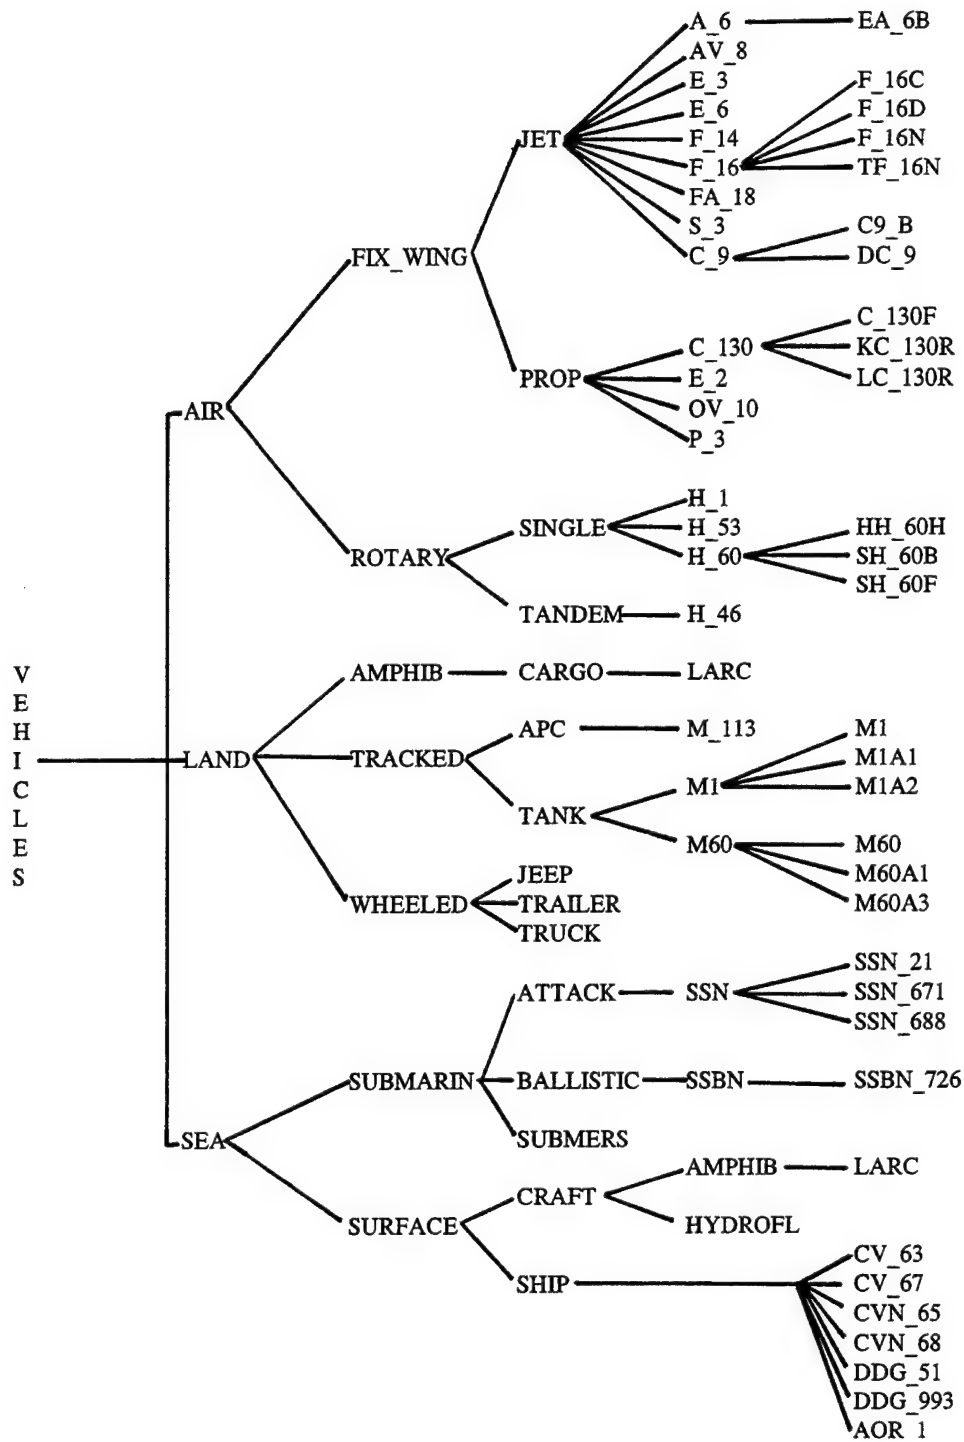 A_6 EA_6B
AV_8
E_3 F_16C
E_6 F_16D
JET F_14 F_16N
F_16 TF_16N
FA_18
S_3 C9_B
FIX_WING C_9 DC_9
C_130F
C_130 KC_130R
PROP E_2 LC_130R
AIR OV_10
P_3
H_1
SINGLE H_53 HH_60H
ROTARY H_60 SH_60B
SH_60F
TANDEM H_46
VEHICLES
AMPHIB CARGO LARC
APC M_113 M1
LAND TRACKED M1A1
M1 M1A2
TANK
M60 M60
JEEP M60A1
WHEELED TRAILER M60A3
TRUCK
SSN_21
ATTACK SSN SSN_671
SSN_688
SUBMARIN BALLISTIC SSBN SSBN_726
SEA SUBMERS
AMPHIB LARC
CRAFT
SURFACE HYDROFL
CV_63
SHIP CV_67
CVN_65
CVN_68
DDG_51
DDG_993
AOR_1